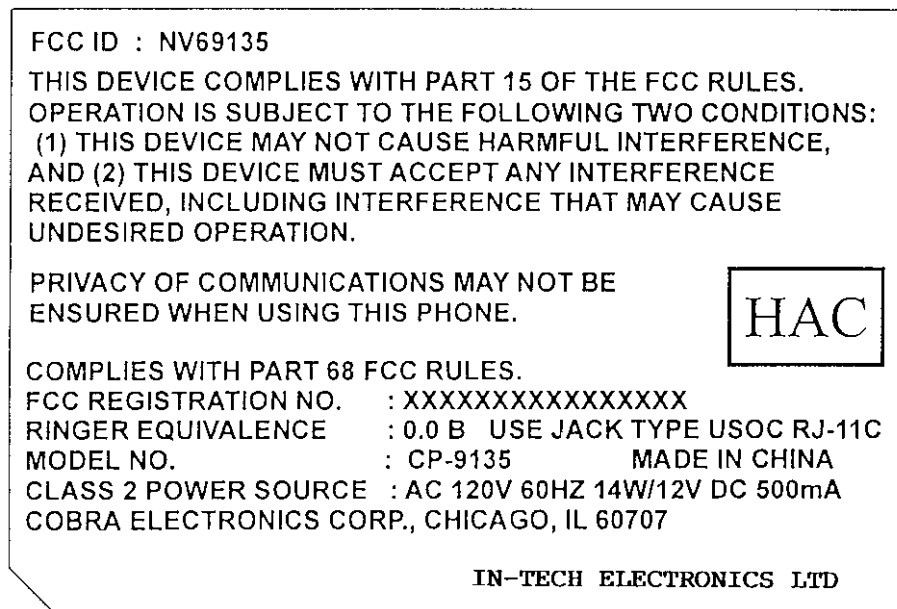 FCC ID : NV69135
THIS DEVICE COMPLIES WITH PART 15 OF THE FCC RULES.
OPERATION IS SUBJECT TO THE FOLLOWING TWO CONDITIONS:
(1) THIS DEVICE MAY NOT CAUSE HARMFUL INTERFERENCE,
AND (2) THIS DEVICE MUST ACCEPT ANY INTERFERENCE
RECEIVED, INCLUDING INTERFERENCE THAT MAY CAUSE
UNDESIRED OPERATION.
PRIVACY OF COMMUNICATIONS MAY NOT BE
ENSURED WHEN USING THIS PHONE.
HAC
COMPLIES WITH PART 68 FCC RULES.
FCC REGISTRATION NO. : XXXXXXXXXXXXXXXX
RINGER EQUIVALENCE : 0.0 B USE JACK TYPE USOC RJ-11C
MODEL NO. : CP-9135 MADE IN CHINA
CLASS 2 POWER SOURCE : AC 120V 60HZ 14W/12V DC 500mA
COBRA ELECTRONICS CORP., CHICAGO, IL 60707
IN-TECH ELECTRONICS LTD